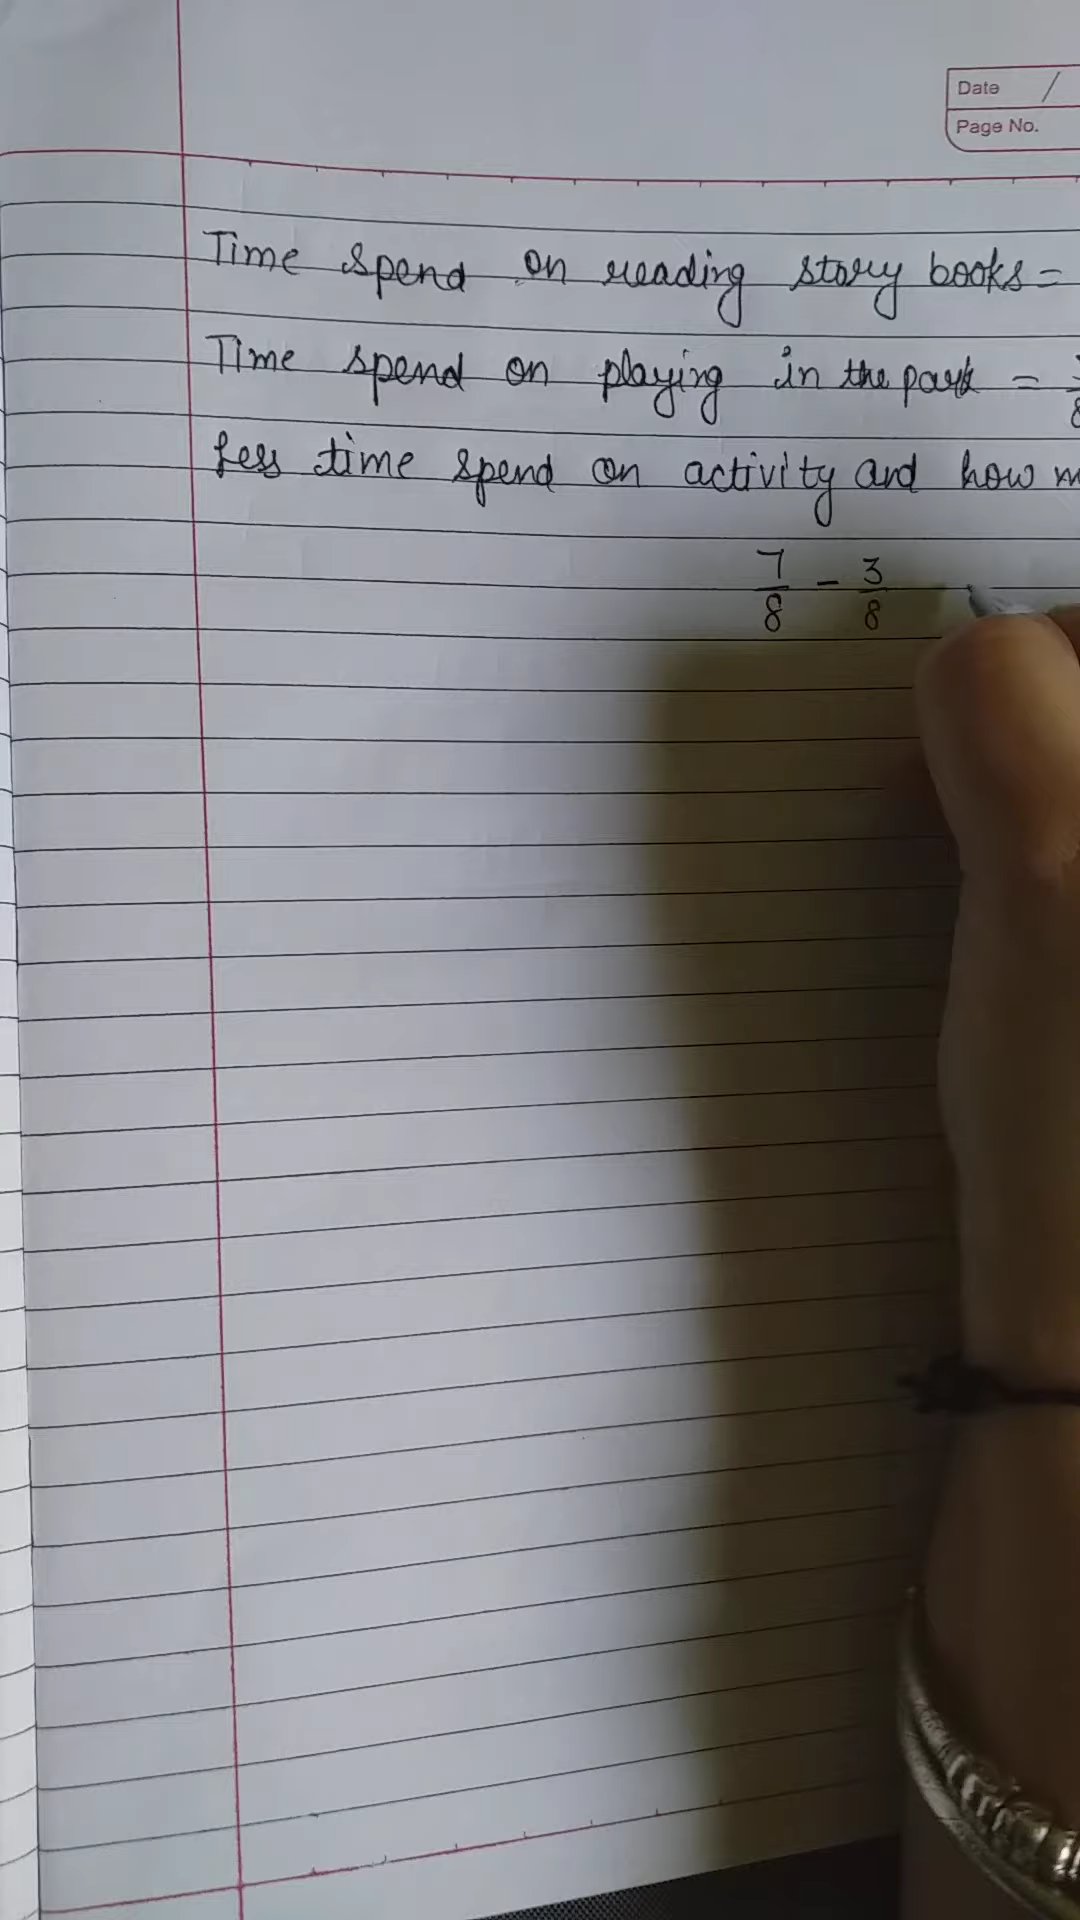 Date /
Page No.
Time spend on reading story books =
Time spend on playing in the park =
Less time spend on activity and how
7/8 - 3/8